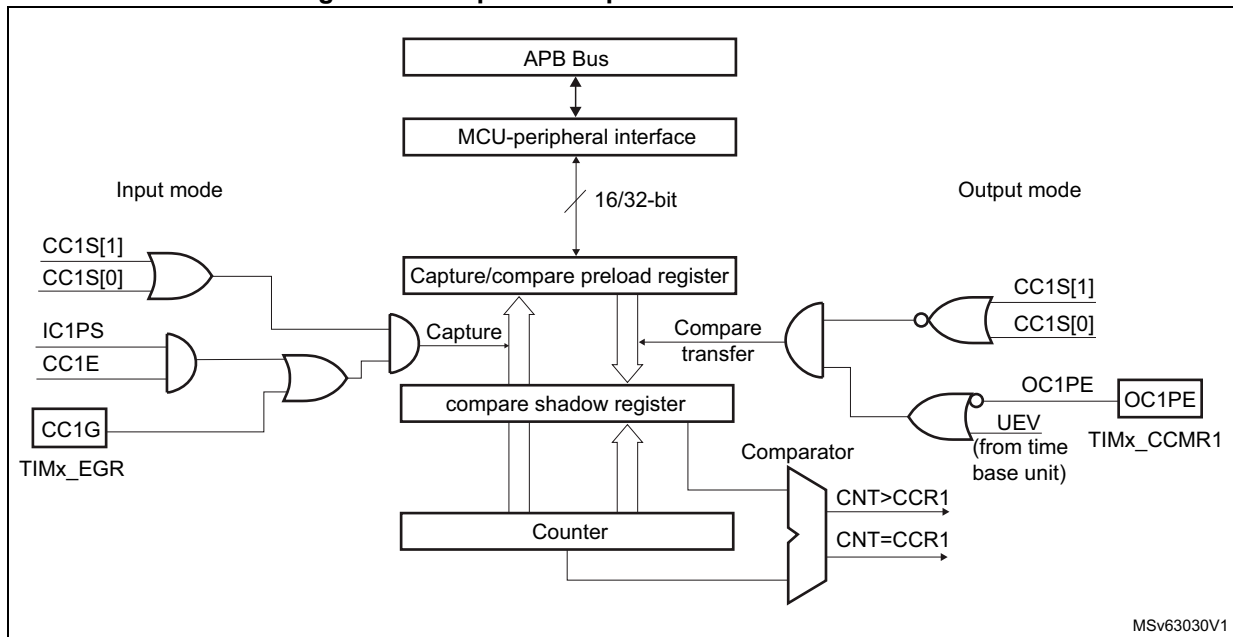 APB Bus
MCU-peripheral interface
Input mode
16/32-bit
Output mode
CC1S[1]
CC1S[0]
Capture/compare preload register
CC1S[1]
CC1S[0]
IC1PS
CC1E
Capture
Compare
transfer
CC1G
TIMx_EGR
compare shadow register
OC1PE
OC1PE
UEV
(from time
base unit)
TIMx_CCMR1
Comparator
CNT>CCR1
Counter
CNT=CCR1
MSv63030V1